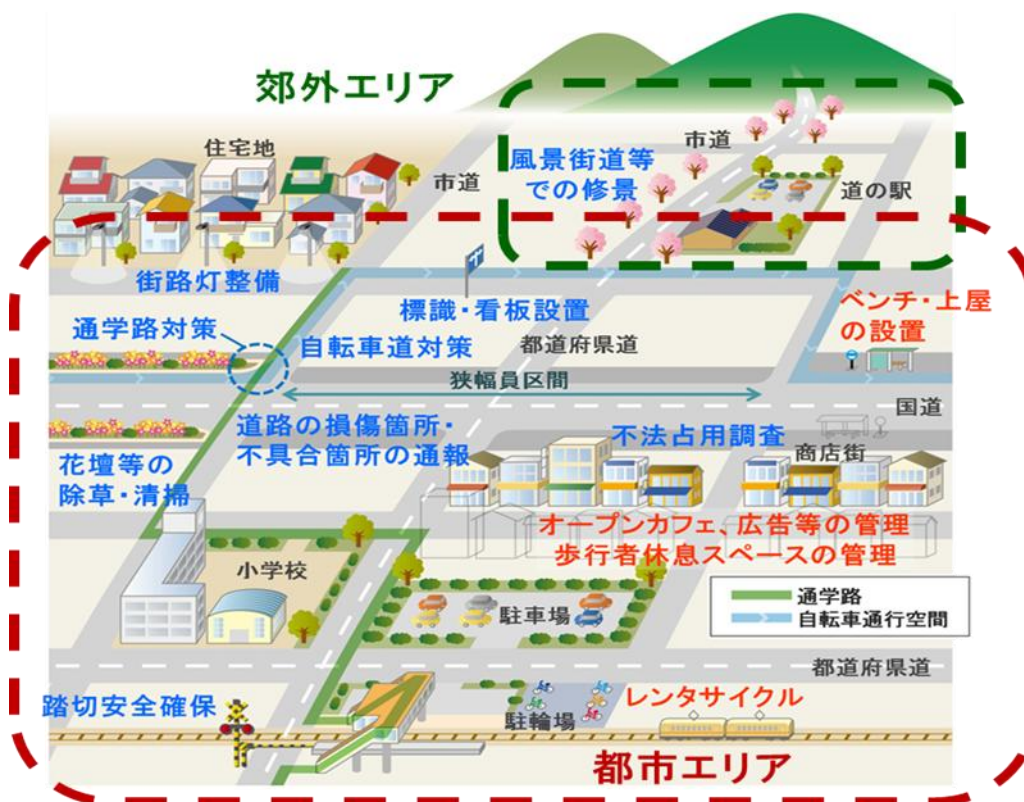 郊外エリア
住宅地
市道
市道
風景街道等
での修景
道の駅
街路灯整備
標識・看板設置
ベンチ・上屋
の設置
通学路対策
自転車道対策
都道府県道
狭幅員区間
国道
道路の損傷箇所・
不具合箇所の通報
不法占用調査
商店街
花壇等の
除草・清掃
オープンカフェ、広告等の管理
歩行者休息スペースの管理
小学校
駐車場
通学路
自転車通行空間
都道府県道
踏切安全確保
駐輪場
レンタサイクル
都市エリア